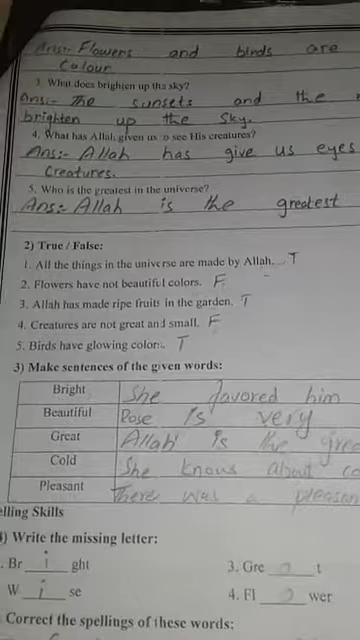 Ans:- Flowers and birds are
Colour
3. What does brighten up the sky?
Ans:- The sunsets and the
brighten up the Sky.
4. What has Allah given us to see His creatures?
Ans:- Allah has give us eyes
Creatures.
5. Who is the greatest in the universe?
Ans:- Allah is the greatest
2) True / False:
1. All the things in the universe are made by Allah. T
2. Flowers have not beautiful colors. F
3. Allah has made ripe fruits in the garden. T
4. Creatures are not great and small. F
5. Birds have glowing colors. T
3) Make sentences of the given words:
Bright She favored him
Beautiful Rose is very
Great Allah is the grea
Cold She knows about co
Pleasant There was a pleasan
elling Skills
) Write the missing letter:
. Br i ght 3. Gre a t
W i se 4. Fl o wer
Correct the spellings of these words: